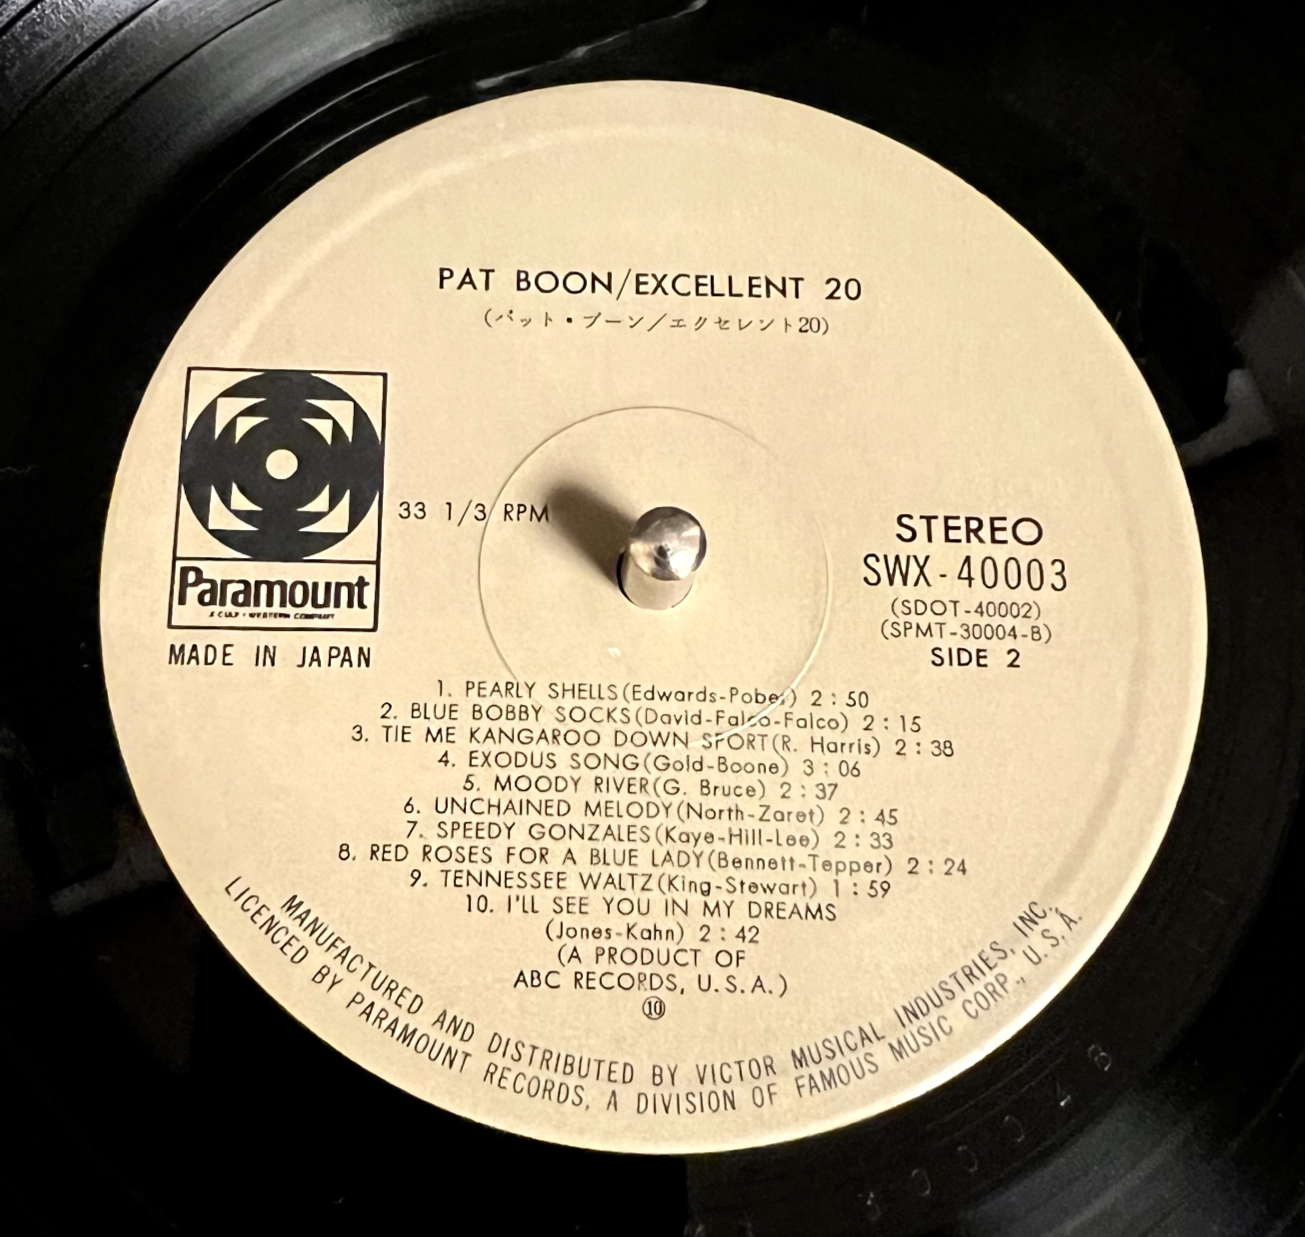 PAT BOON/EXCELLENT 20
(パット・ブーン/エクセレント20)
33 1/3 RPM
Paramount
A GULF + WESTERN COMPANY
MADE IN JAPAN
STEREO
SWX-40003
(SDOT-40002)
(SPMT-30004-B)
SIDE 2
1. PEARLY SHELLS(Edwards-Pober) 2:50
2. BLUE BOBBY SOCKS(David-Falco-Falco) 2:15
3. TIE ME KANGAROO DOWN SPORT(R. Harris) 2:38
4. EXODUS SONG(Gold-Boone) 3:06
5. MOODY RIVER(G. Bruce) 2:37
6. UNCHAINED MELODY(North-Zaret) 2:45
7. SPEEDY GONZALES(Kaye-Hill-Lee) 2:33
8. RED ROSES FOR A BLUE LADY(Bennett-Tepper) 2:24
9. TENNESSEE WALTZ(King-Stewart) 1:59
10. I'LL SEE YOU IN MY DREAMS
(Jones-Kahn) 2:42
(A PRODUCT OF
ABC RECORDS, U.S.A.)
⑩
MANUFACTURED AND DISTRIBUTED BY VICTOR MUSICAL INDUSTRIES, INC.,
LICENCED BY PARAMOUNT RECORDS, A DIVISION OF FAMOUS MUSIC CORP., U.S.A.